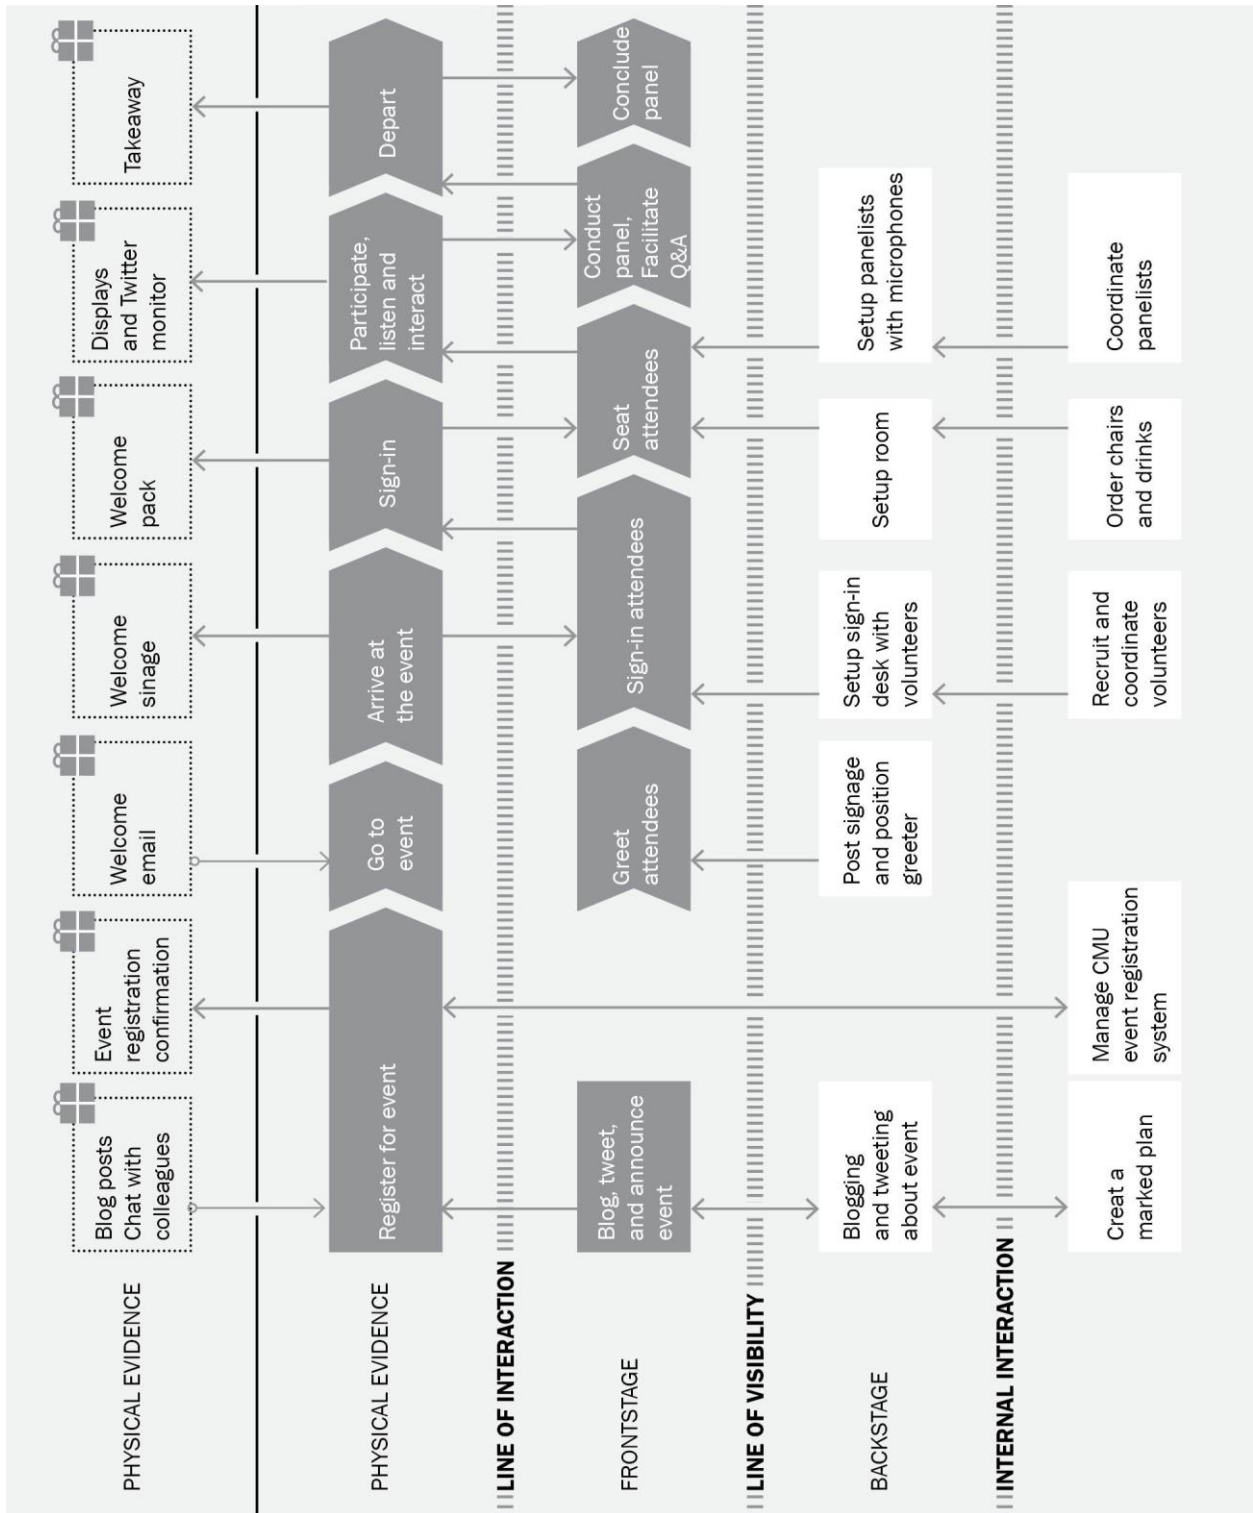 PHYSICAL EVIDENCE
Blog posts
Chat with
colleagues
Event
registration
confirmation
Welcome
email
Welcome
sinage
Welcome
pack
Displays
and Twitter
monitor
Takeaway
PHYSICAL EVIDENCE
Register for event
Go to
event
Arrive at
the event
Sign-in
Participate,
listen and
interact
Depart
LINE OF INTERACTION
FRONTSTAGE
Blog, tweet,
and announce
event
Greet
attendees
Sign-in attendees
Seat
attendees
Conduct
panel,
Facilitate
Q&A
Conclude
panel
LINE OF VISIBILITY
BACKSTAGE
Blogging
and tweeting
about event
Post signage
and position
greeter
Setup sign-in
desk with
volunteers
Setup room
Setup panelists
with microphones
INTERNAL INTERACTION
Creat a
marked plan
Manage CMU
event registration
system
Recruit and
coordinate
volunteers
Order chairs
and drinks
Coordinate
panelists